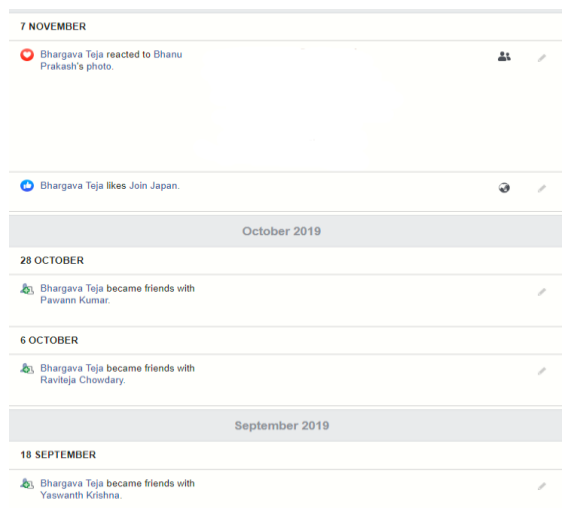 7 NOVEMBER
Bhargava Teja reacted to Bhanu
Prakash's photo.
Bhargava Teja likes Join Japan.
October 2019
28 OCTOBER
Bhargava Teja became friends with
Pawann Kumar.
6 OCTOBER
Bhargava Teja became friends with
Raviteja Chowdary.
September 2019
18 SEPTEMBER
Bhargava Teja became friends with
Yaswanth Krishna.